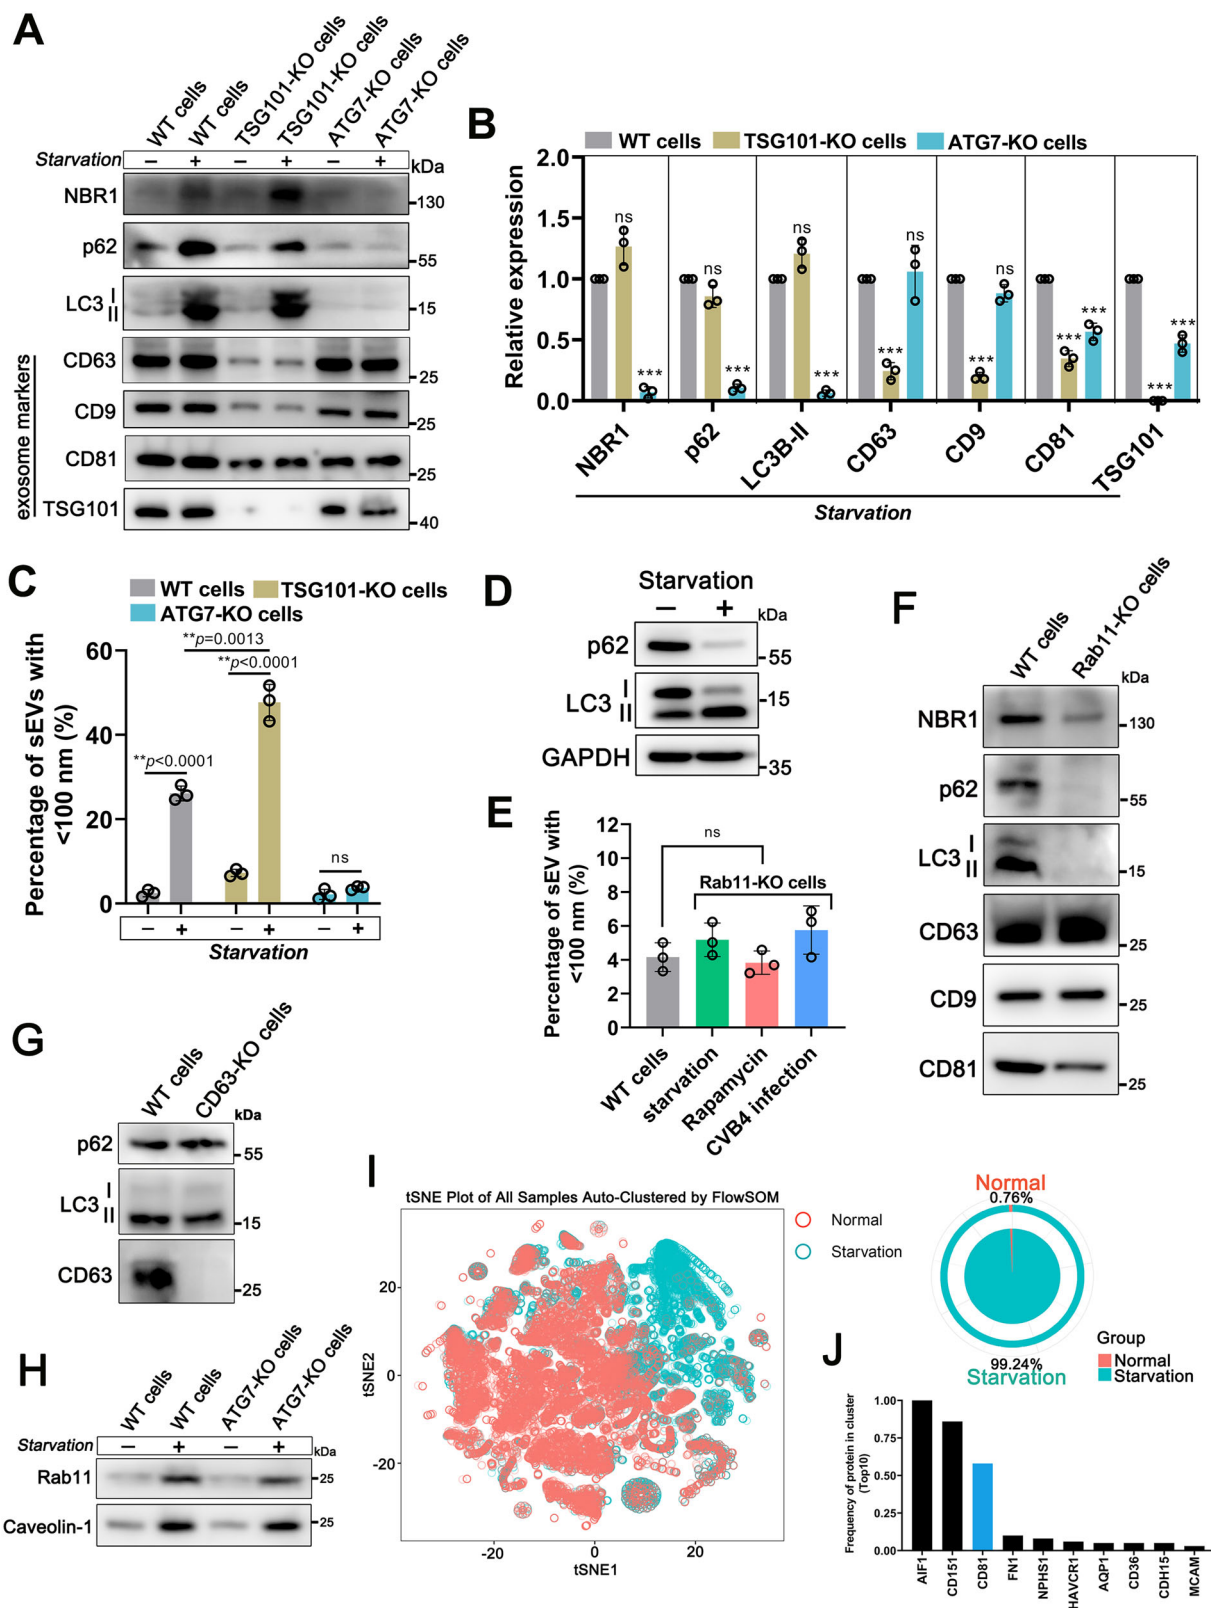 A
WT cells
WT cells
TSG101-KO cells
TSG101-KO cells
ATG7-KO cells
ATG7-KO cells
Starvation − + − + − + kDa
NBR1 -130
p62 -55
LC3 I II -15
exosome markers
CD63 -25
CD9 -25
CD81 -25
TSG101 -40
B
WT cells TSG101-KO cells ATG7-KO cells
Relative expression
2.0
1.5
1.0
0.5
0.0
ns *** ns *** ns *** *** ns *** ns *** *** *** ***
NBR1 p62 LC3B-II CD63 CD9 CD81 TSG101
Starvation
C
WT cells TSG101-KO cells
ATG7-KO cells
Percentage of sEVs with
<100 nm (%)
60
40
20
0
**p=0.0013
**p<0.0001
**p<0.0001
ns
− + − + − +
Starvation
D
Starvation
− + kDa
p62 -55
LC3 I II -15
GAPDH -35
E
Percentage of sEV with
<100 nm (%)
12
10
8
6
4
2
0
ns
Rab11-KO cells
WT cells
starvation
Rapamycin
CVB4 infection
F
WT cells
Rab11-KO cells
kDa
NBR1 -130
p62 -55
LC3 I II -15
CD63 -25
CD9 -25
CD81 -25
G
WT cells
CD63-KO cells
kDa
p62 -55
LC3 I II -15
CD63 -25
H
WT cells
WT cells
ATG7-KO cells
ATG7-KO cells
Starvation − + − + kDa
Rab11 -25
Caveolin-1 -25
I
tSNE Plot of All Samples Auto-Clustered by FlowSOM
Normal
Starvation
tSNE2
20
0
-20
-20 0 20
tSNE1
Normal
0.76%
99.24%
Starvation
Group
Normal
Starvation
J
Frequency of protein in cluster
(Top10)
1.00
0.75
0.50
0.25
0.00
AIF1
CD151
CD81
FN1
NPHS1
HAVCR1
AQP1
CD36
CDH15
MCAM